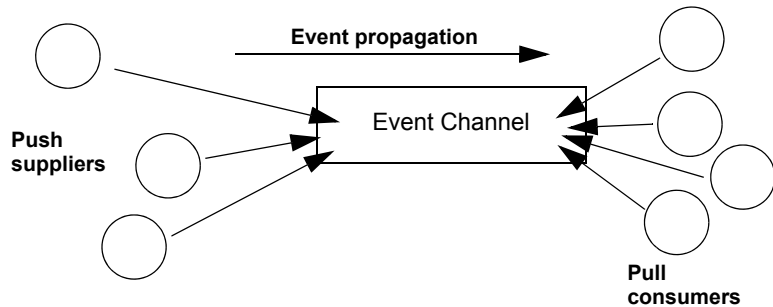 Event propagation
Event Channel
Push
suppliers
Pull
consumers